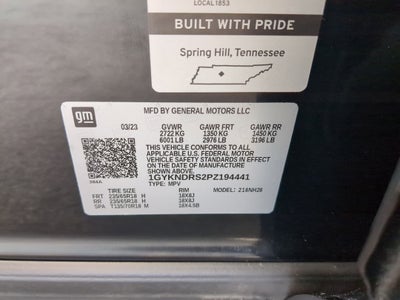 LOCAL 1853
BUILT WITH PRIDE
Spring Hill, Tennessee
gm
MFD BY GENERAL MOTORS LLC
03/23 GVWR GAWR FRT GAWR RR
2722 KG 1350 KG 1450 KG
6001 LB 2976 LB 3196 LB
THIS VEHICLE CONFORMS TO ALL
APPLICABLE U.S. FEDERAL MOTOR
VEHICLE SAFETY STANDARDS IN EFFECT
ON THE DATE OF MANUFACTURE
SHOWN ABOVE.
1GYKNDRS2PZ194441
TYPE: MPV MODEL: 216NH26
TIRE SIZE RIM
FRT 235/65R18 H 18X8J
RR 235/65R18 H 18X8J
SPA T135/70R18 M 18X4.5B